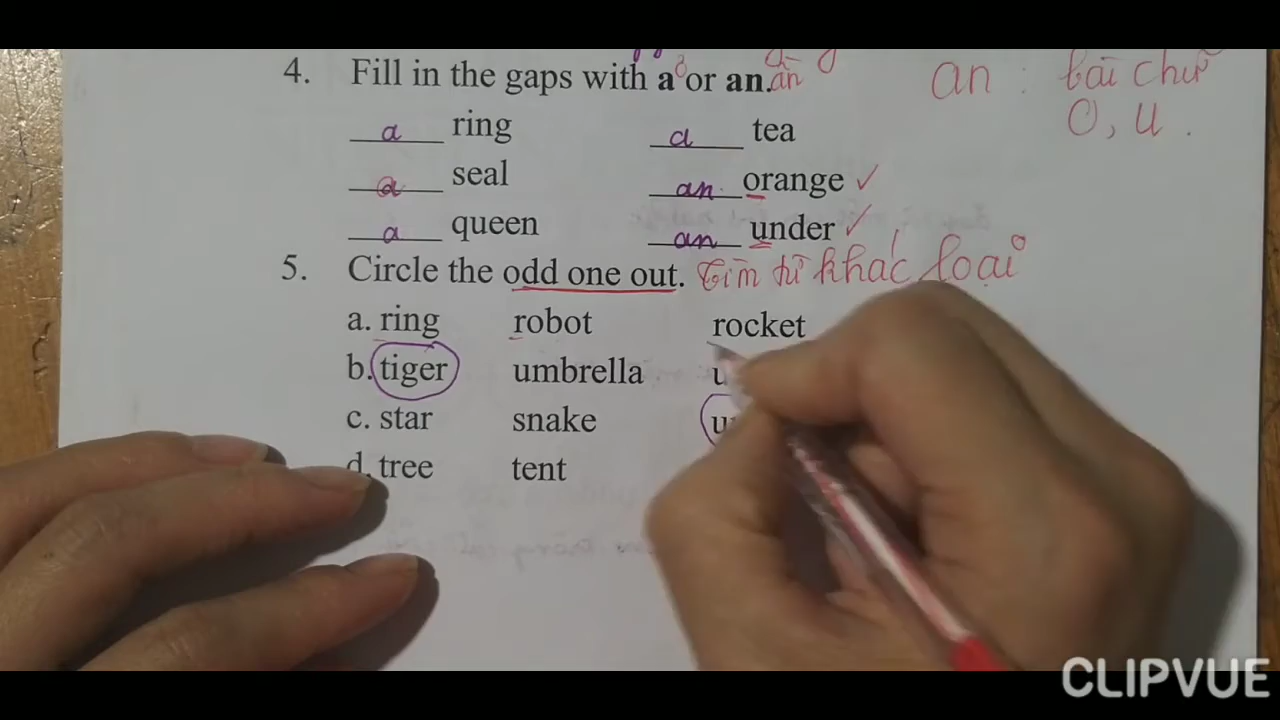 4. Fill in the gaps with a or an. an : bài chữ
O, U .
a ring a tea
a seal an orange ✓
a queen an under ✓
5. Circle the odd one out. Tìm từ khác loại
a. ring robot rocket
b. tiger umbrella
c. star snake
d. tree tent
CLIPVUE